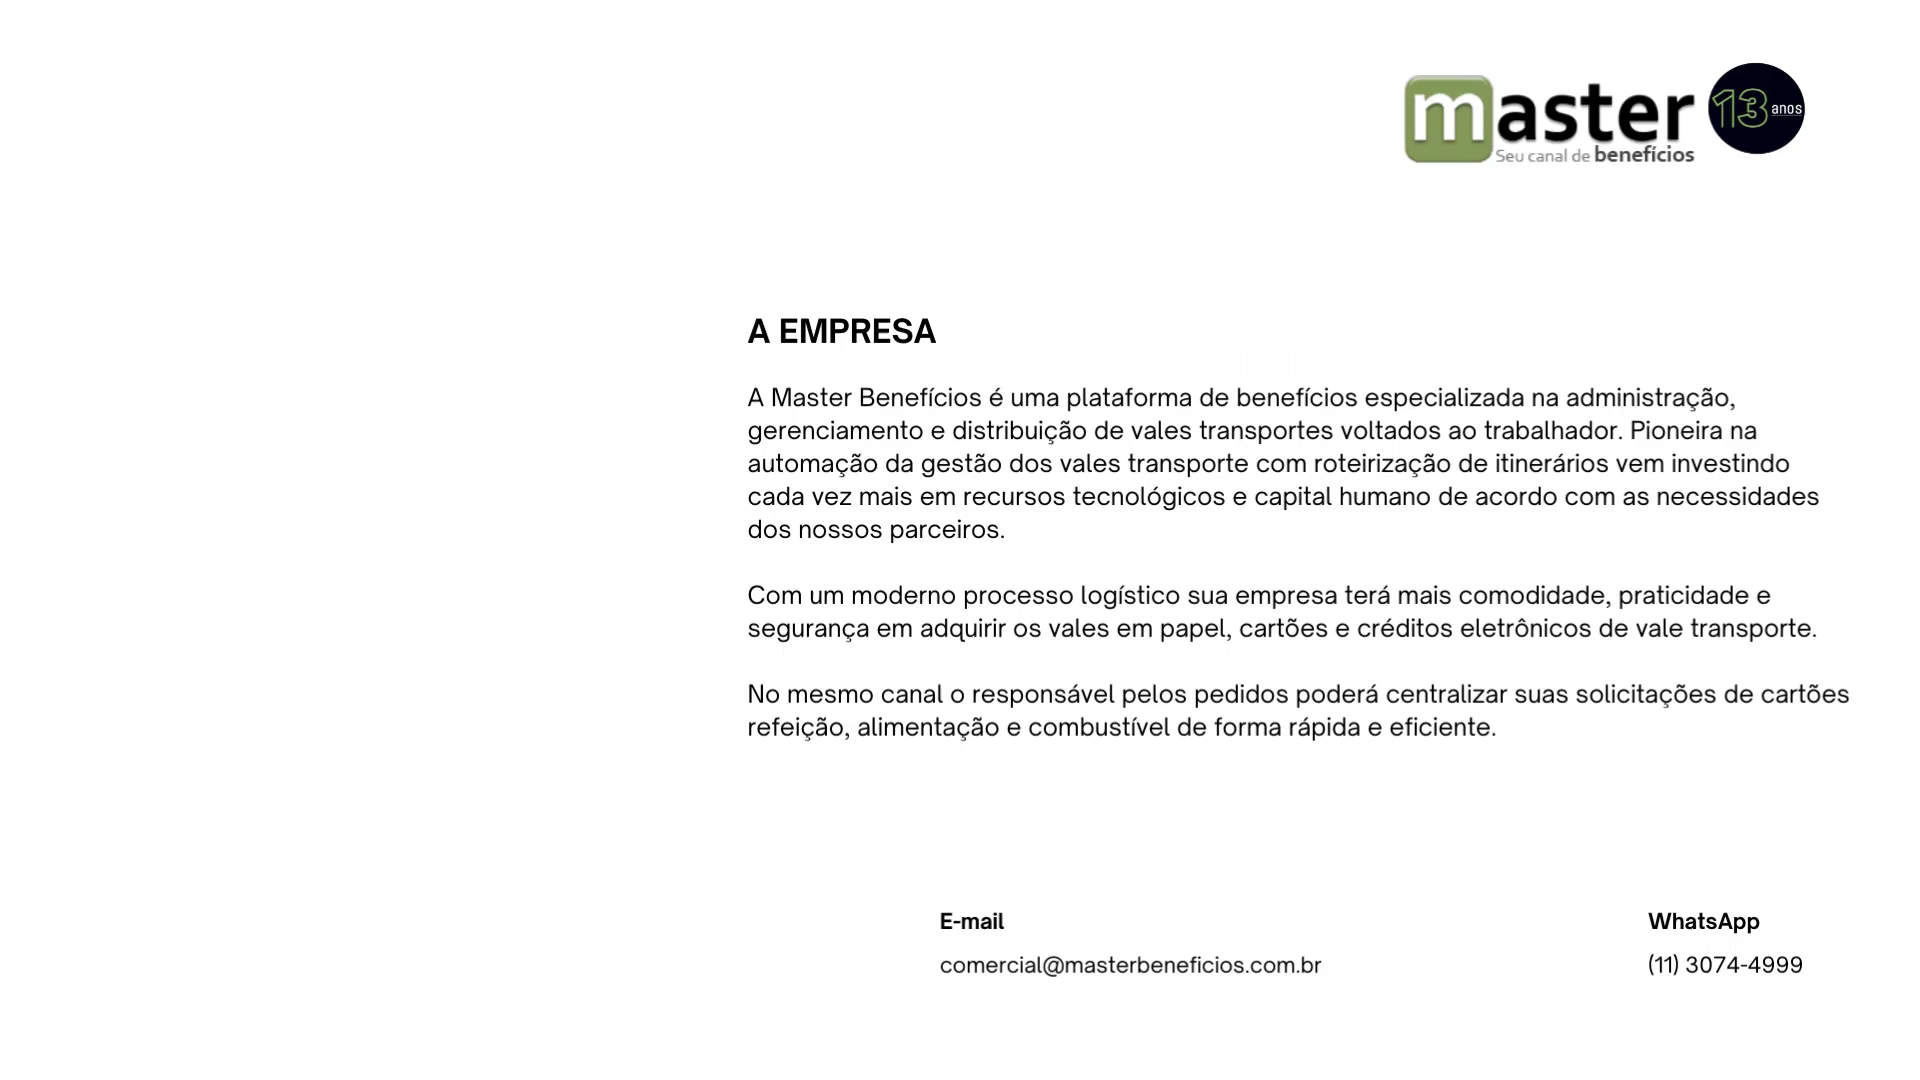 master
Seu canal de benefícios
13 anos
A EMPRESA
A Master Benefícios é uma plataforma de benefícios especializada na administração,
gerenciamento e distribuição de vales transportes voltados ao trabalhador. Pioneira na
automação da gestão dos vales transporte com roteirização de itinerários vem investindo
cada vez mais em recursos tecnológicos e capital humano de acordo com as necessidades
dos nossos parceiros.
Com um moderno processo logístico sua empresa terá mais comodidade, praticidade e
segurança em adquirir os vales em papel, cartões e créditos eletrônicos de vale transporte.
No mesmo canal o responsável pelos pedidos poderá centralizar suas solicitações de cartões
refeição, alimentação e combustível de forma rápida e eficiente.
E-mail
comercial@masterbeneficios.com.br
WhatsApp
(11) 3074-4999